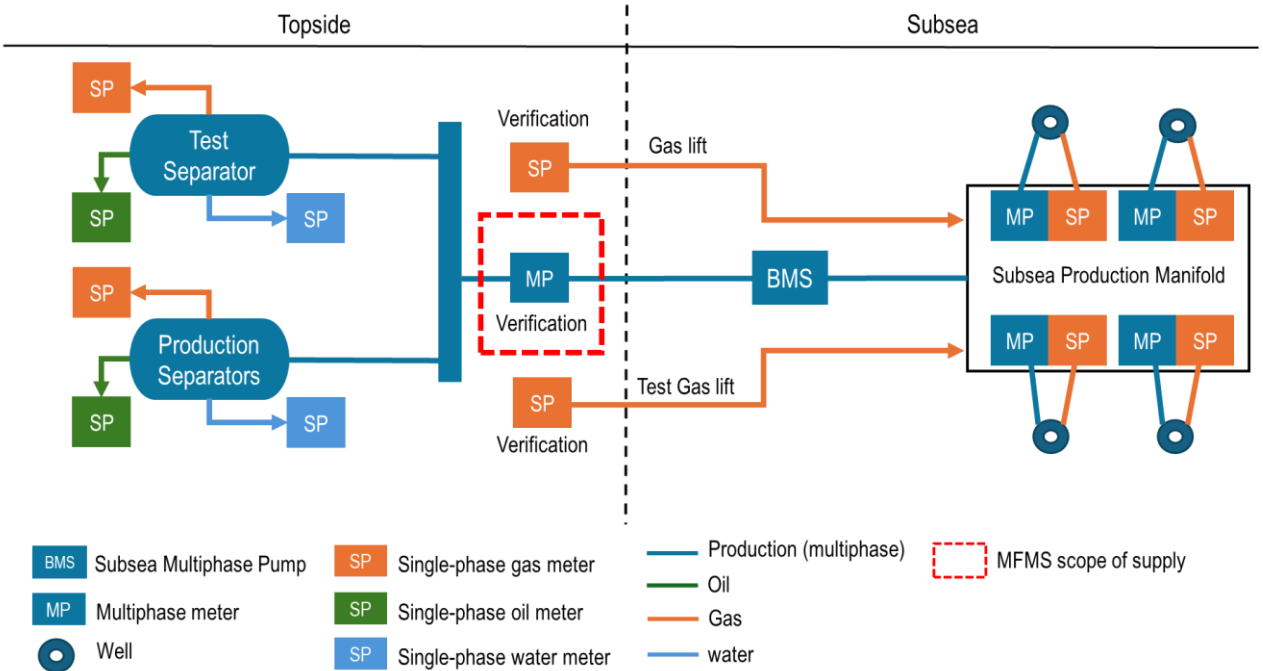 Topside
Subsea
SP
Test
Separator
SP
SP
SP
Production
Separators
SP
SP
Verification
SP
MP
Verification
SP
Verification
Gas lift
BMS
Test Gas lift
MP SP MP SP
Subsea Production Manifold
MP SP MP SP
BMS Subsea Multiphase Pump
MP Multiphase meter
Well
SP Single-phase gas meter
SP Single-phase oil meter
SP Single-phase water meter
Production (multiphase)
Oil
Gas
water
MFMS scope of supply